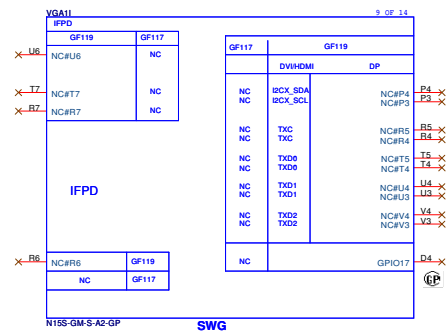 VGA1I
9 OF 14
IFPD
GF119
GF117
U6
NC#U6
NC
T7
NC#T7
NC
R7
NC#R7
NC
GF117
GF119
DVI/HDMI
DP
NC
I2CX_SDA
NC#P4
P4
NC
I2CX_SCL
NC#P3
P3
NC
TXC
NC#R5
R5
NC
TXC
NC#R4
R4
NC
TXD0
NC#T5
T5
NC
TXD0
NC#T4
T4
NC
TXD1
NC#U4
U4
NC
TXD1
NC#U3
U3
NC
TXD2
NC#V4
V4
NC
TXD2
NC#V3
V3
IFPD
R6
NC#R6
GF119
NC
GF117
NC
GPIO17
D4
GP
N15S-GM-S-A2-GP
SWG